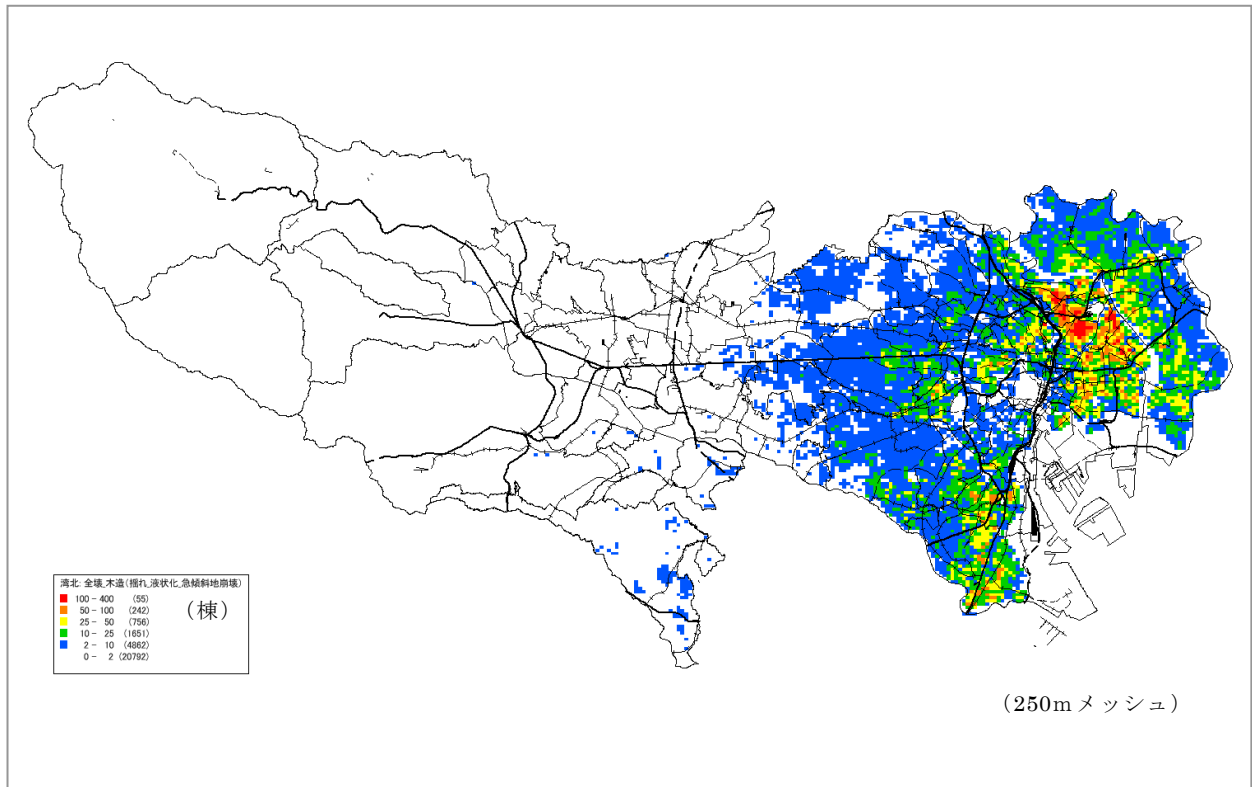 湾北: 全壊_木造(揺れ_液状化_急傾斜地崩壊)
100 - 400 (55)
50 - 100 (242)
25 - 50 (756)
10 - 25 (1651)
2 - 10 (4862)
0 - 2 (20792)
（棟）
（250ｍメッシュ）